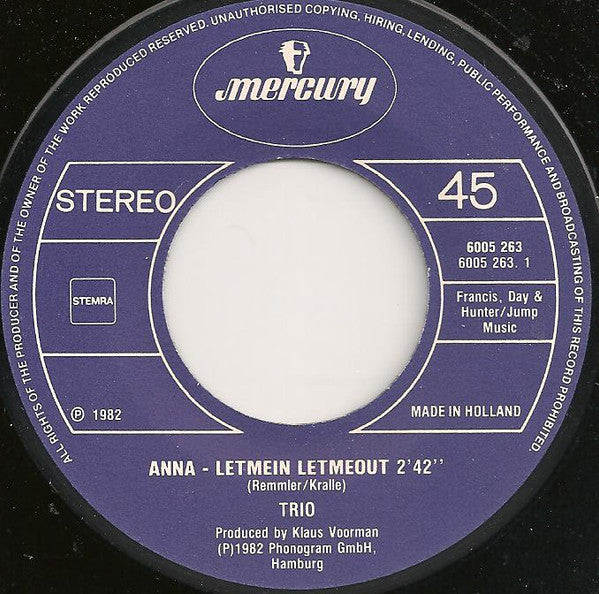 ALL RIGHTS OF THE PRODUCER AND OF THE OWNER OF THE WORK REPRODUCED RESERVED. UNAUTHORISED COPYING, HIRING, LENDING, PUBLIC PERFORMANCE AND BROADCASTING OF THIS RECORD PROHIBITED.
mercury
STEREO
45
6005 263
6005 263. 1
STEMRA
Francis, Day &
Hunter/Jump
Music
℗ 1982
MADE IN HOLLAND
ANNA - LETMEIN LETMEOUT 2'42''
(Remmler/Kralle)
TRIO
Produced by Klaus Voorman
(P)1982 Phonogram GmbH,
Hamburg